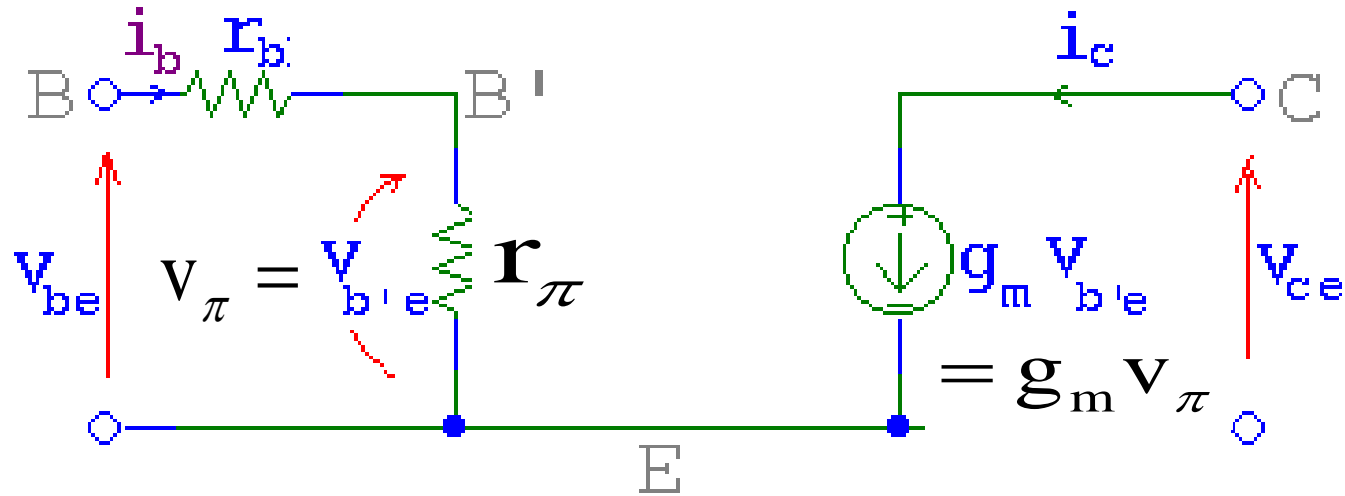 i_b r_b'
i_c
B
B'
C
v_be
v_π = v_b'e
r_π
g_m v_b'e
= g_m v_π
v_ce
E